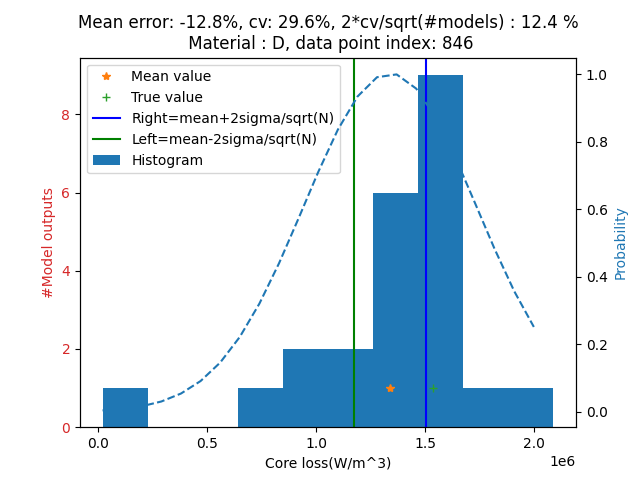 Mean error: -12.8%, cv: 29.6%, 2*cv/sqrt(#models) : 12.4 %
Material : D, data point index: 846
Mean value
True value
Right=mean+2sigma/sqrt(N)
Left=mean-2sigma/sqrt(N)
Histogram
#Model outputs
8
6
4
2
0
1.0
0.8
0.6
0.4
0.2
0.0
Probability
0.0 0.5 1.0 1.5 2.0
1e6
Core loss(W/m^3)